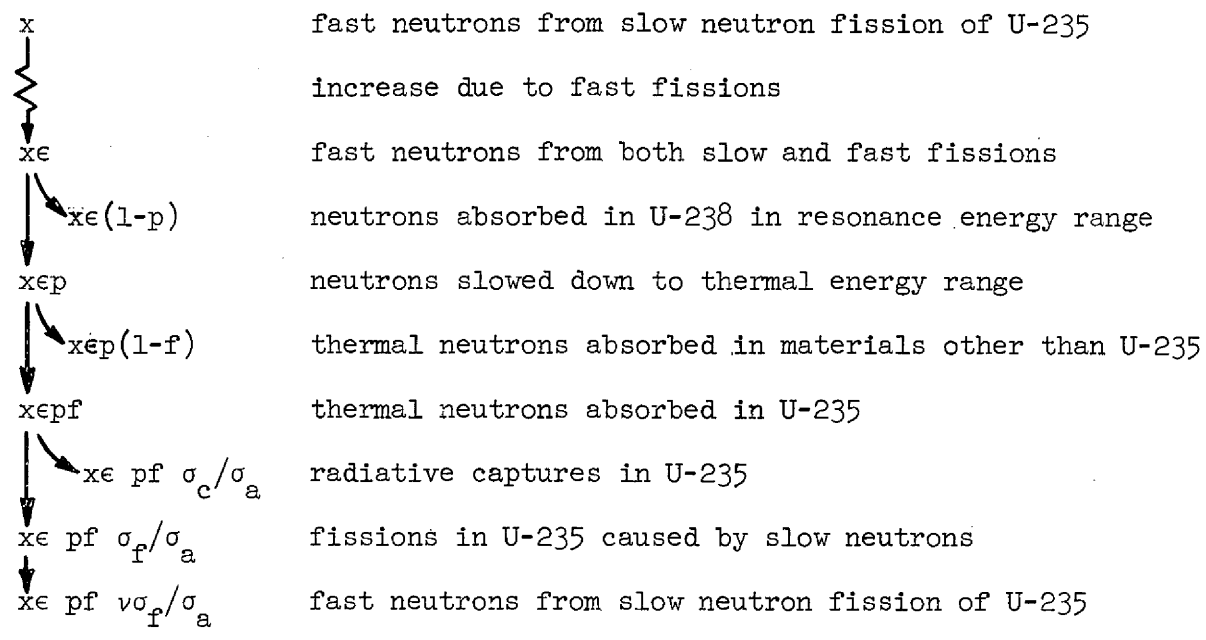 x fast neutrons from slow neutron fission of U-235
increase due to fast fissions
xϵ fast neutrons from both slow and fast fissions
xϵ(1-p) neutrons absorbed in U-238 in resonance energy range
xϵp neutrons slowed down to thermal energy range
xϵp(1-f) thermal neutrons absorbed in materials other than U-235
xϵpf thermal neutrons absorbed in U-235
xϵ pf σc/σa radiative captures in U-235
xϵ pf σf/σa fissions in U-235 caused by slow neutrons
xϵ pf νσf/σa fast neutrons from slow neutron fission of U-235